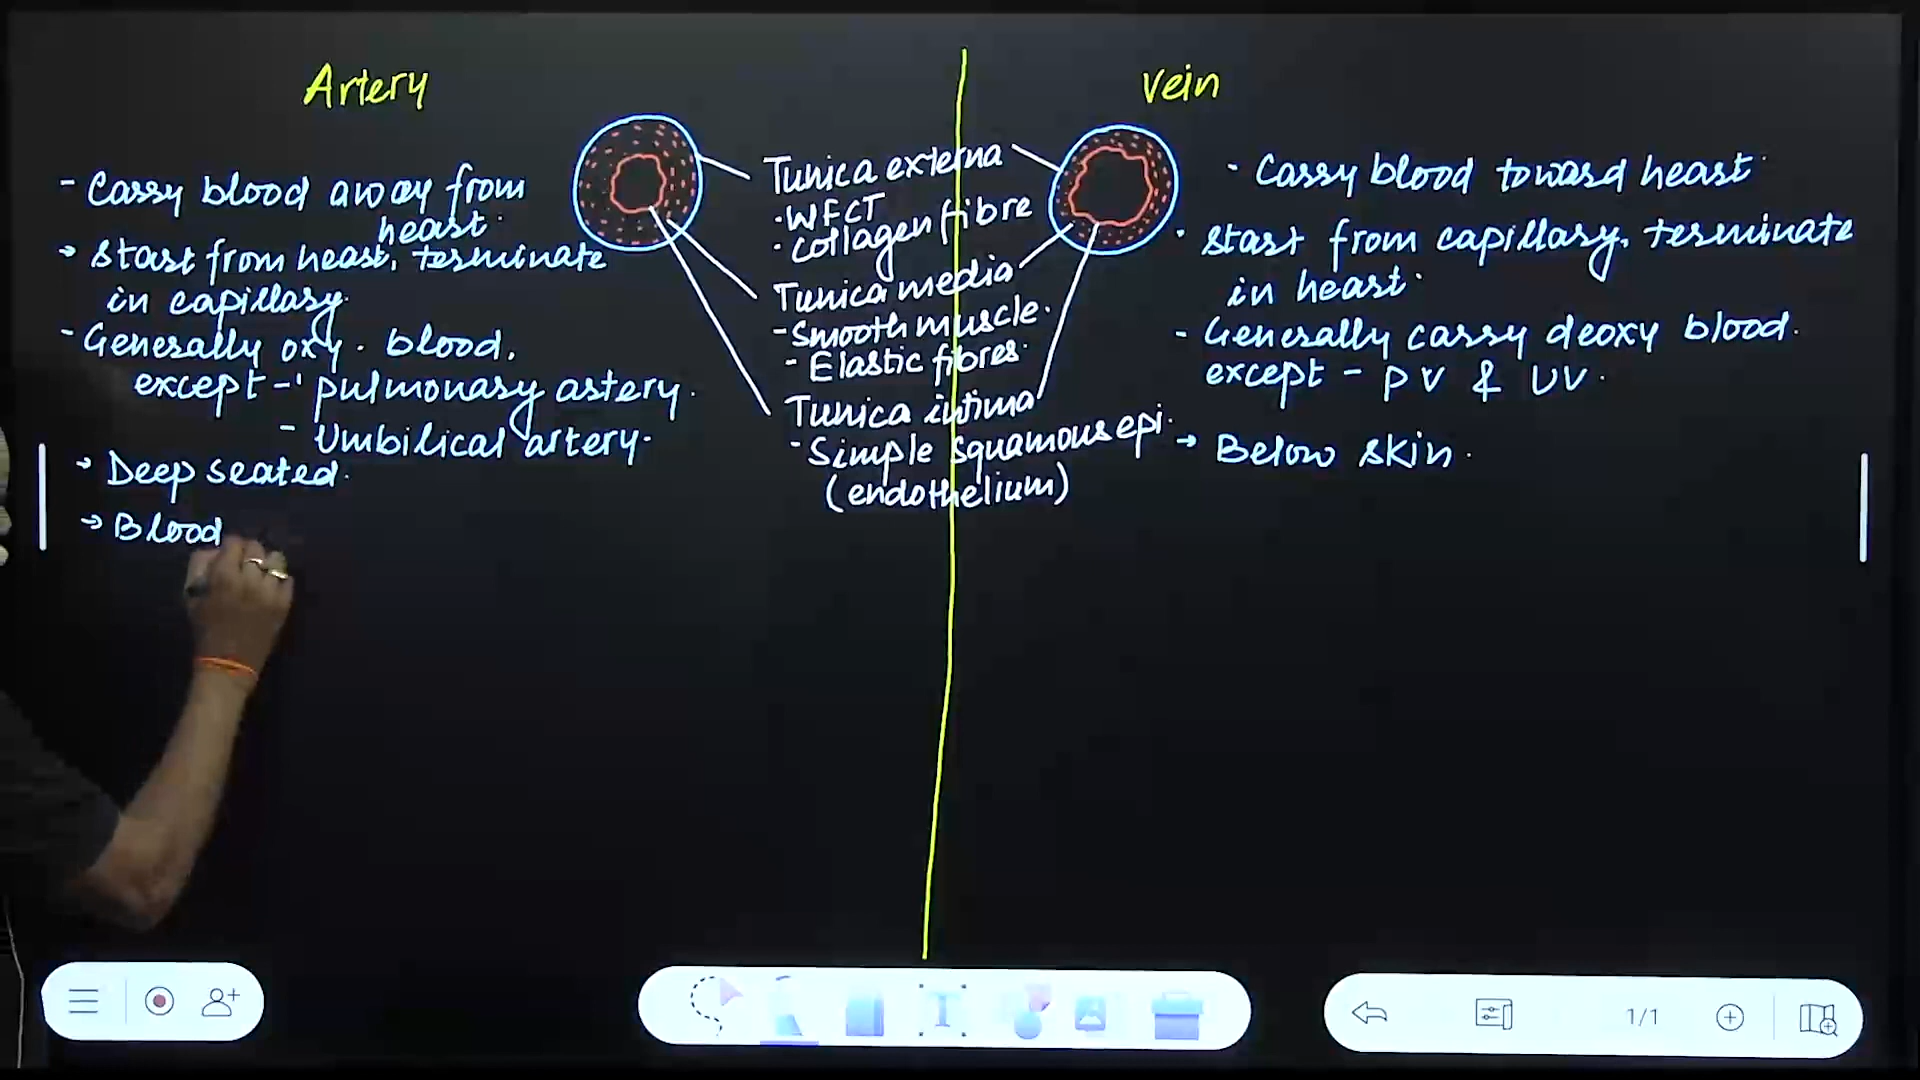 Artery
- Carry blood away from
heart.
→ Start from heart, terminate
in capillary.
- Generally oxy. blood.
except - ' pulmonary artery.
- Umbilical artery.
→ Deep seated.
→ Blood
Tunica externa
· WFCT
· Collagen fibre
Tunica media
- Smooth muscle.
- Elastic fibres.
Tunica intima
- Simple squamous epi.
(endothelium)
Vein
- Carry blood toward heart.
· Start from capillary, terminate
in heart.
- Generally carry deoxy blood.
except - PV & UV.
→ Below skin.
T
1/1